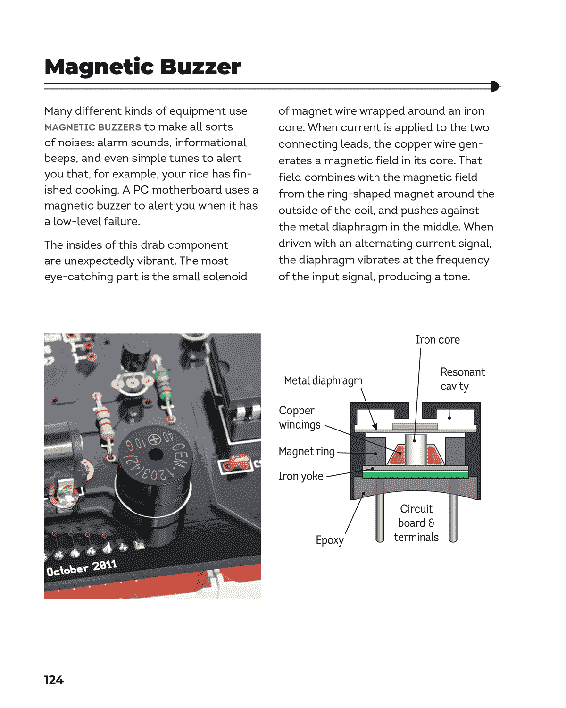 Magnetic Buzzer
Many different kinds of equipment use
MAGNETIC BUZZERS to make all sorts
of noises: alarm sounds, informational
beeps, and even simple tunes to alert
you that, for example, your rice has fin-
ished cooking. A PC motherboard uses a
magnetic buzzer to alert you when it has
a low-level failure.
The insides of this drab component
are unexpectedly vibrant. The most
eye-catching part is the small solenoid
of magnet wire wrapped around an iron
core. When current is applied to the two
connecting leads, the copper wire gen-
erates a magnetic field in its core. That
field combines with the magnetic field
from the ring-shaped magnet around the
outside of the coil, and pushes against
the metal diaphragm in the middle. When
driven with an alternating current signal,
the diaphragm vibrates at the frequency
of the input signal, producing a tone.
October 2011
Iron core
Metal diaphragm
Resonant
cavity
Copper
windings
Magnet ring
Iron yoke
Circuit
board &
terminals
Epoxy
124